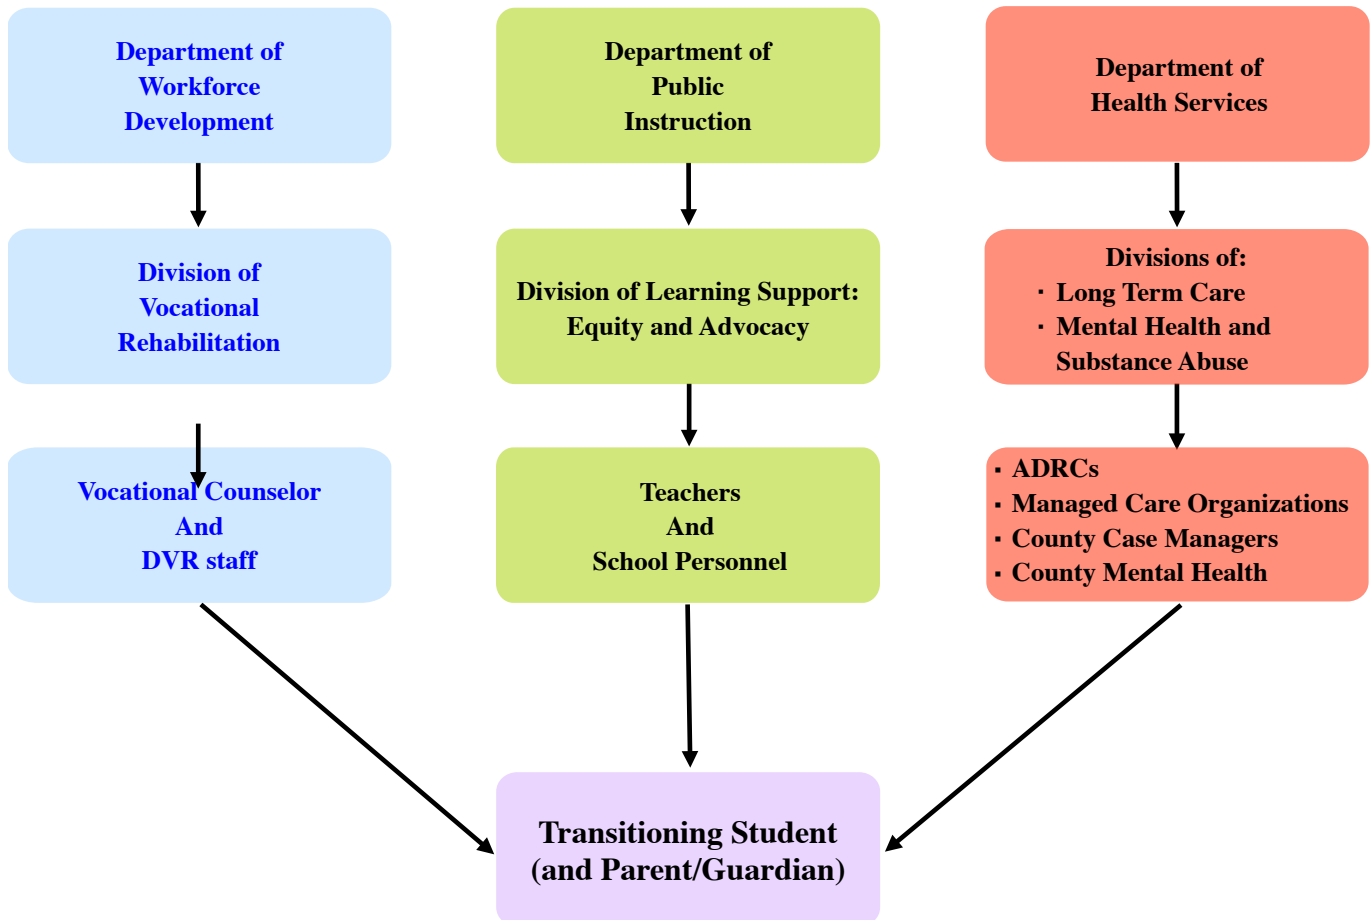 Department of
Workforce
Development
Department of
Public
Instruction
Department of
Health Services
Division of
Vocational
Rehabilitation
Division of Learning Support:
Equity and Advocacy
Divisions of:
▪ Long Term Care
▪ Mental Health and
Substance Abuse
Vocational Counselor
And
DVR staff
Teachers
And
School Personnel
▪ ADRCs
▪ Managed Care Organizations
▪ County Case Managers
▪ County Mental Health
Transitioning Student
(and Parent/Guardian)